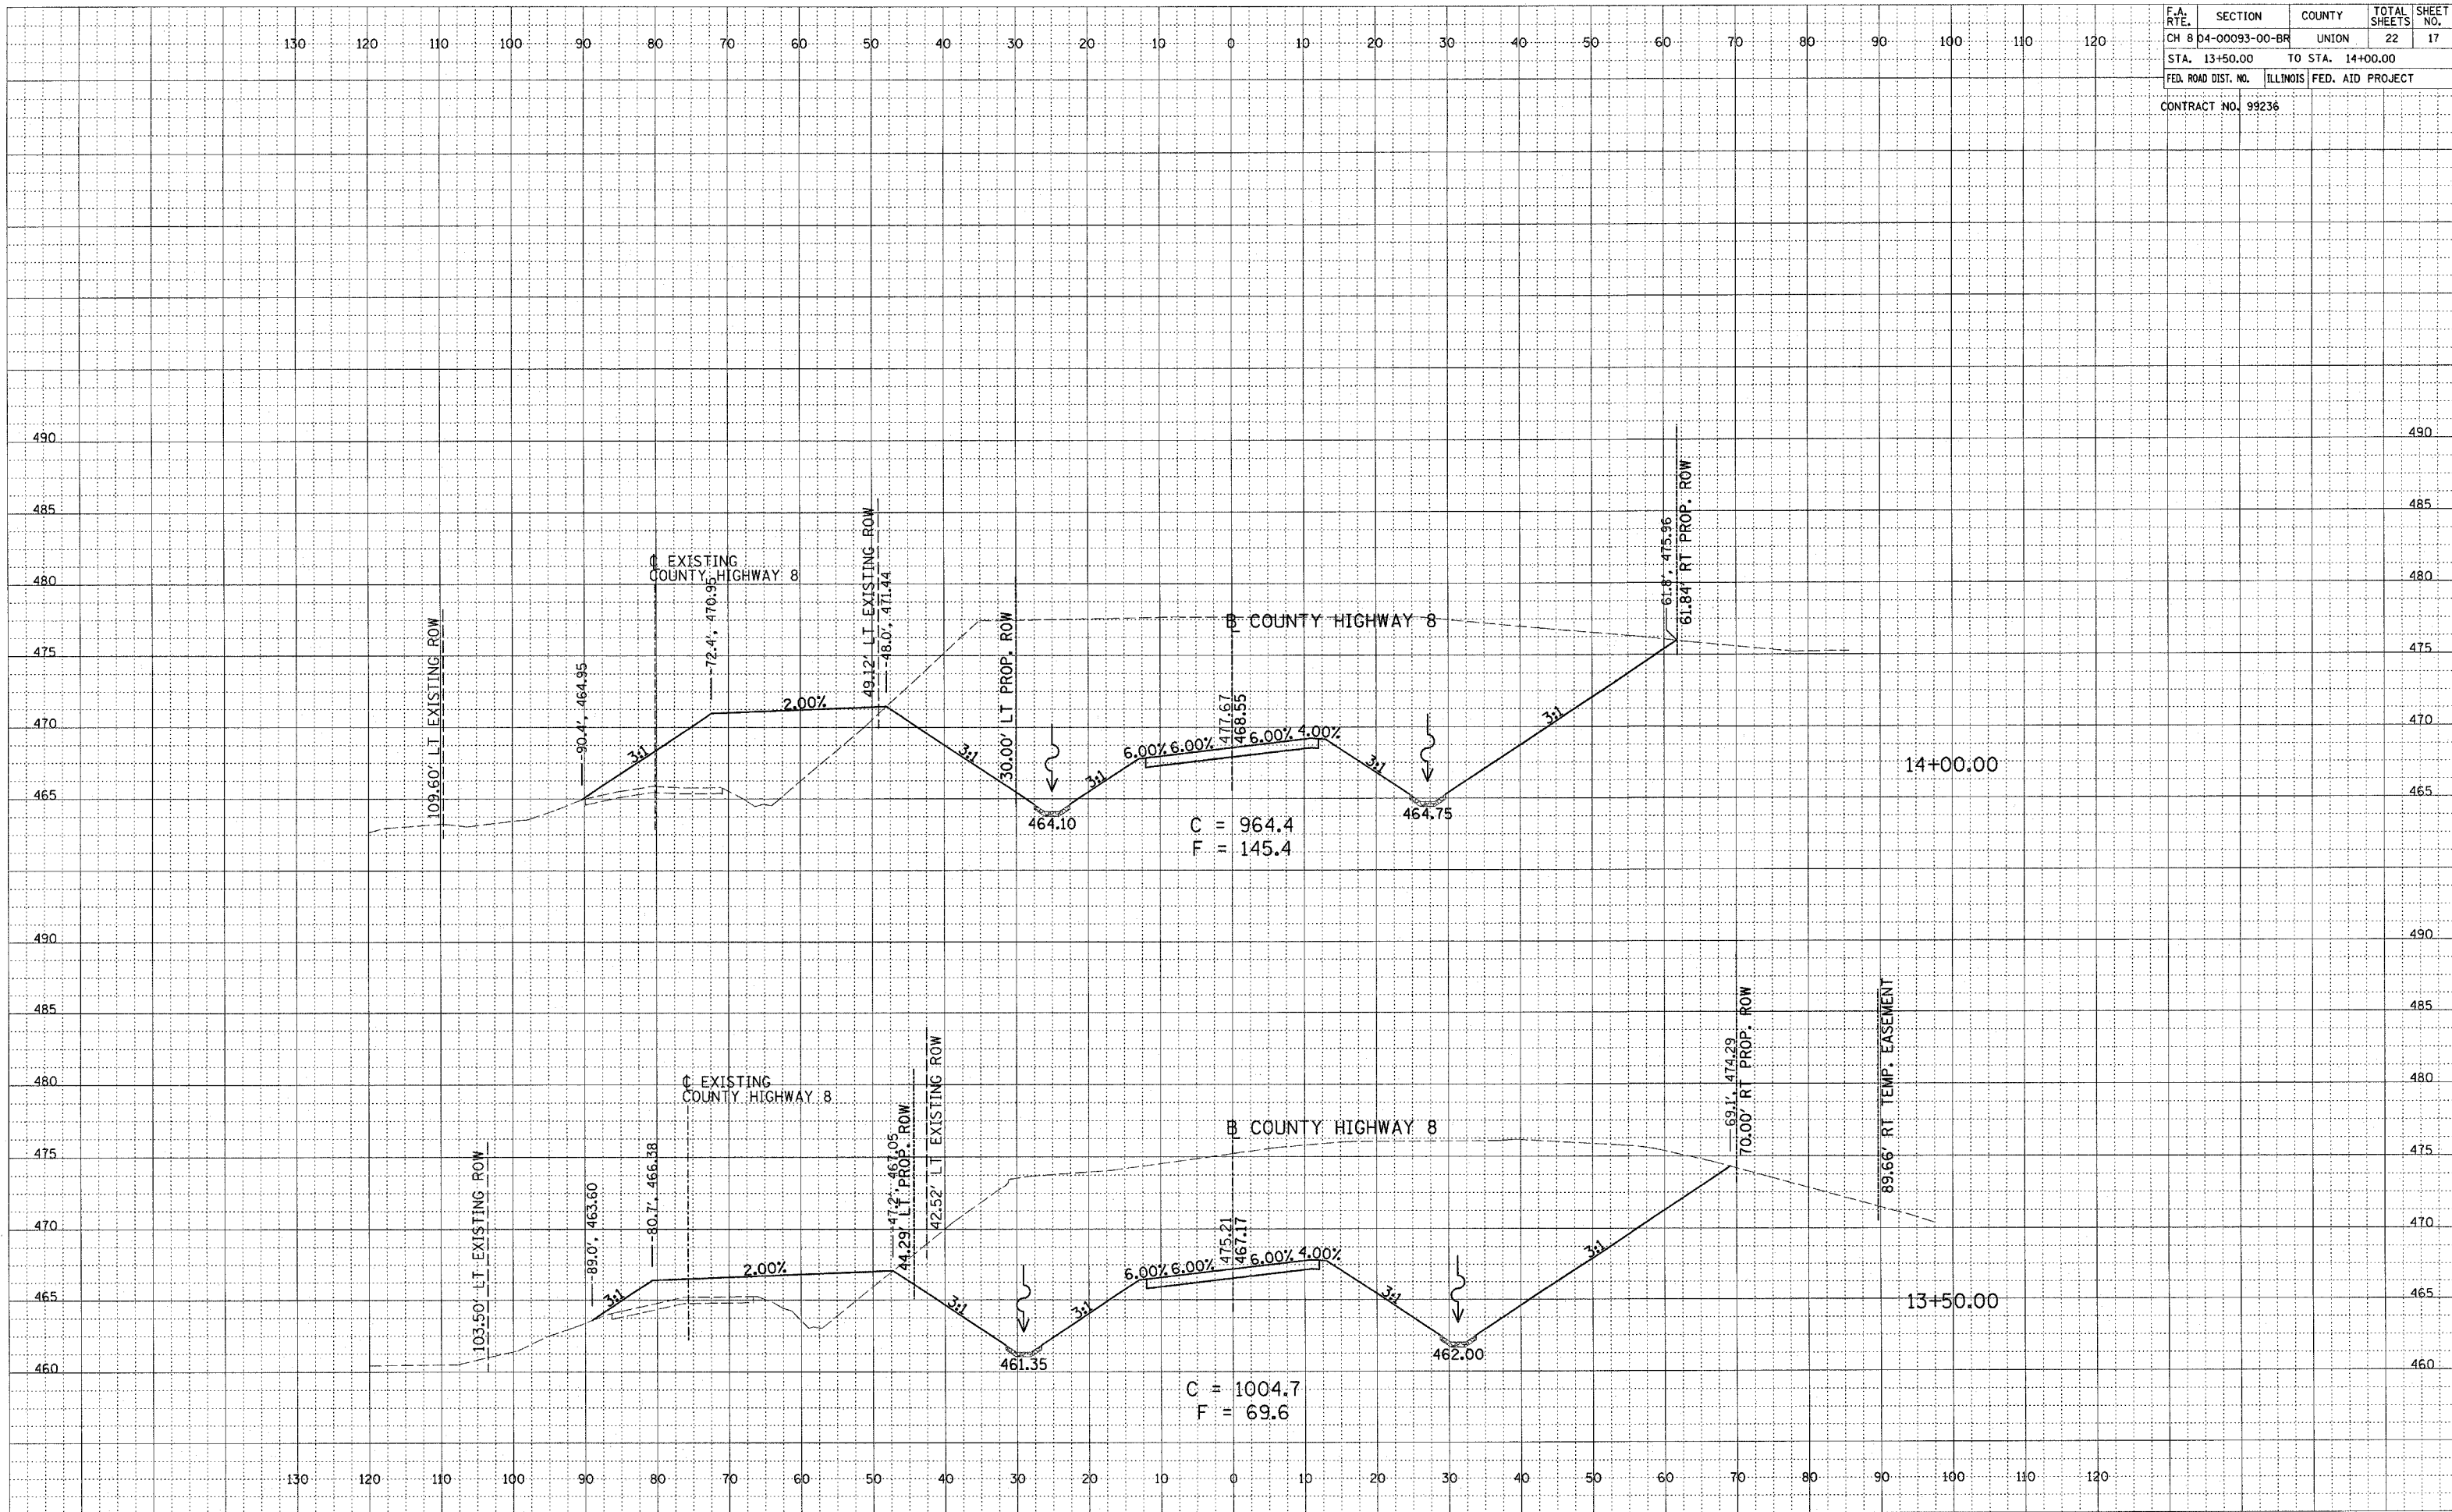 F.A. RTE. SECTION COUNTY TOTAL SHEETS SHEET NO.
CH 8 04-00093-00-BR UNION 22 17
STA. 13+50.00 TO STA. 14+00.00
FED. ROAD DIST. NO. ILLINOIS FED. AID PROJECT
CONTRACT NO. 99236
130 120 110 100 90 80 70 60 50 40 30 20 10 0 10 20 30 40 50 60 70 80 90 100 110 120
490 490
485 485
480 480
475 475
470 470
465 465
109.60' LT EXISTING ROW
-90.4', 464.95
℄ EXISTING
COUNTY HIGHWAY 8
-72.4', 470.95
49.12' LT EXISTING ROW
-48.0', 471.44
30.00' LT PROP. ROW
B COUNTY HIGHWAY 8
477.67
468.55
61.8', 475.96
61.84' RT PROP. ROW
3:1 2.00% 3:1 3:1 6.00% 6.00% 6.00% 4.00% 3:1 3:1
464.10
464.75
C = 964.4
F = 145.4
14+00.00
490 490
485 485
480 480
475 475
470 470
465 465
460 460
103.50' LT EXISTING ROW
-89.0', 463.60
-80.7', 466.38
℄ EXISTING
COUNTY HIGHWAY 8
-47.2', 467.05
44.29' LT PROP. ROW
42.52' LT EXISTING ROW
B COUNTY HIGHWAY 8
475.21
467.17
69.1', 474.29
70.00' RT PROP. ROW
89.66' RT TEMP. EASEMENT
3:1 2.00% 3:1 3:1 6.00% 6.00% 6.00% 4.00% 3:1 3:1
461.35
462.00
C = 1004.7
F = 69.6
13+50.00
130 120 110 100 90 80 70 60 50 40 30 20 10 0 10 20 30 40 50 60 70 80 90 100 110 120